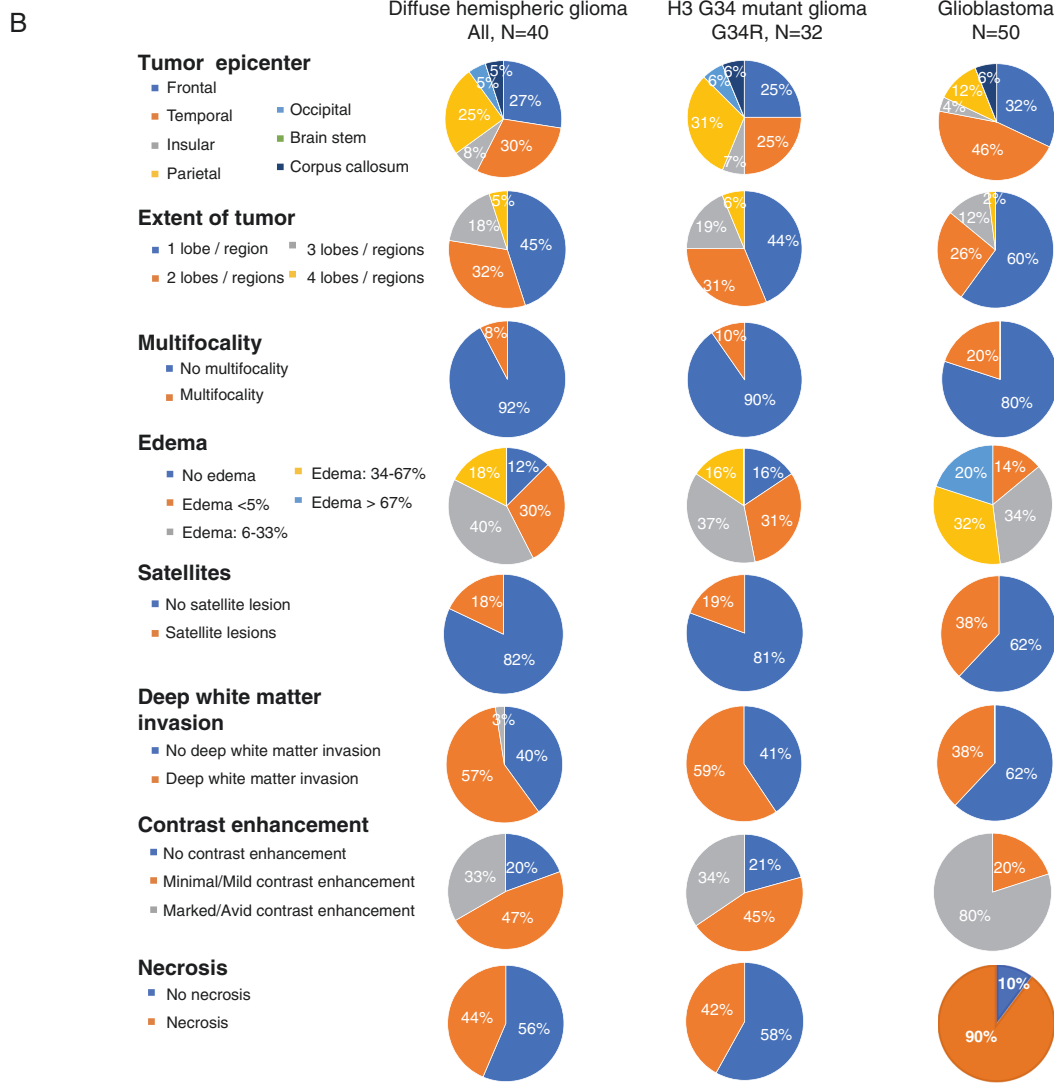 B
Diffuse hemispheric glioma
All, N=40
H3 G34 mutant glioma
G34R, N=32
Glioblastoma
N=50
Tumor epicenter
Frontal
Temporal
Insular
Parietal
Occipital
Brain stem
Corpus callosum
27%
30%
8%
25%
5%
5%
25%
25%
7%
31%
6%
6%
32%
46%
4%
12%
6%
Extent of tumor
1 lobe / region
2 lobes / regions
3 lobes / regions
4 lobes / regions
45%
32%
18%
5%
44%
31%
19%
6%
60%
26%
12%
2%
Multifocality
No multifocality
Multifocality
92%
8%
90%
10%
80%
20%
Edema
No edema
Edema <5%
Edema: 6-33%
Edema: 34-67%
Edema > 67%
12%
30%
40%
18%
16%
31%
37%
16%
14%
34%
32%
20%
Satellites
No satellite lesion
Satellite lesions
82%
18%
81%
19%
62%
38%
Deep white matter
invasion
No deep white matter invasion
Deep white matter invasion
40%
57%
3%
41%
59%
62%
38%
Contrast enhancement
No contrast enhancement
Minimal/Mild contrast enhancement
Marked/Avid contrast enhancement
20%
47%
33%
21%
45%
34%
20%
80%
Necrosis
No necrosis
Necrosis
56%
44%
58%
42%
10%
90%